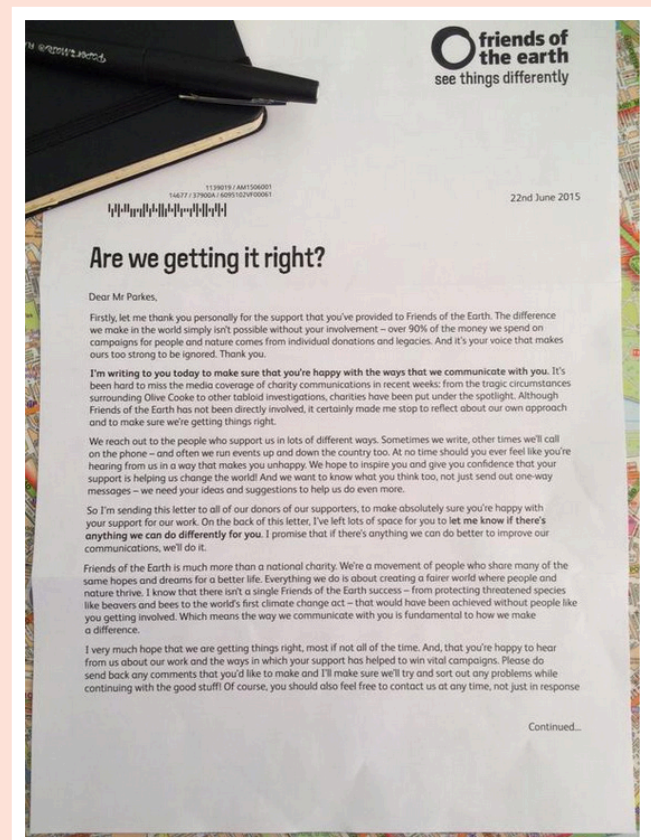 friends of
the earth
see things differently
1139019 / AM1506001
14677 / 37900A / 6095102VF00061
22nd June 2015
Are we getting it right?
Dear Mr Parkes,
Firstly, let me thank you personally for the support that you've provided to Friends of the Earth. The difference
we make in the world simply isn't possible without your involvement – over 90% of the money we spend on
campaigns for people and nature comes from individual donations and legacies. And it's your voice that makes
ours too strong to be ignored. Thank you.
I'm writing to you today to make sure that you're happy with the ways that we communicate with you. It's
been hard to miss the media coverage of charity communications in recent weeks: from the tragic circumstances
surrounding Olive Cooke to other tabloid investigations, charities have been put under the spotlight. Although
Friends of the Earth has not been directly involved, it certainly made me stop to reflect about our own approach
and to make sure we're getting things right.
We reach out to the people who support us in lots of different ways. Sometimes we write, other times we'll call
on the phone – and often we run events up and down the country too. At no time should you ever feel like you're
hearing from us in a way that makes you unhappy. We hope to inspire you and give you confidence that your
support is helping us change the world! And we want to know what you think too, not just send out one-way
messages – we need your ideas and suggestions to help us do even more.
So I'm sending this letter to all of our donors of our supporters, to make absolutely sure you're happy with
your support for our work. On the back of this letter, I've left lots of space for you to let me know if there's
anything we can do differently for you. I promise that if there's anything we can do better to improve our
communications, we'll do it.
Friends of the Earth is much more than a national charity. We're a movement of people who share many of the
same hopes and dreams for a better life. Everything we do is about creating a fairer world where people and
nature thrive. I know that there isn't a single Friends of the Earth success – from protecting threatened species
like beavers and bees to the world's first climate change act – that would have been achieved without people like
you getting involved. Which means the way we communicate with you is fundamental to how we make
a difference.
I very much hope that we are getting things right, most if not all of the time. And, that you're happy to hear
from us about our work and the ways in which your support has helped to win vital campaigns. Please do
send back any comments that you'd like to make and I'll make sure we'll try and sort out any problems while
continuing with the good stuff! Of course, you should also feel free to contact us at any time, not just in response
Continued...